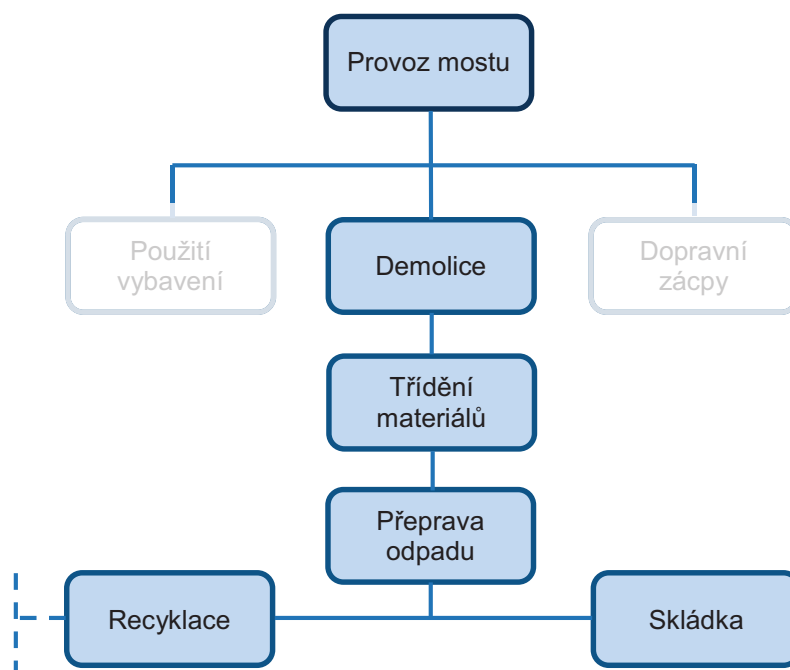 Provoz mostu
Použití
vybavení
Demolice
Dopravní
zácpy
Třídění
materiálů
Přeprava
odpadu
Recyklace
Skládka